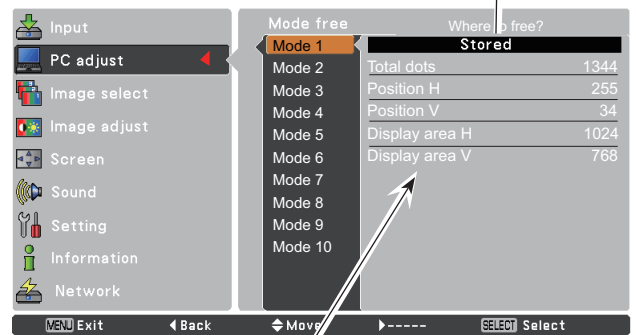 Input
PC adjust
Image select
Image adjust
Screen
Sound
Setting
Information
Network
Mode free
Mode 1
Mode 2
Mode 3
Mode 4
Mode 5
Mode 6
Mode 7
Mode 8
Mode 9
Mode 10
Where to free?
Stored
Total dots 1344
Position H 255
Position V 34
Display area H 1024
Display area V 768
MENU Exit Back Move ----- SELECT Select